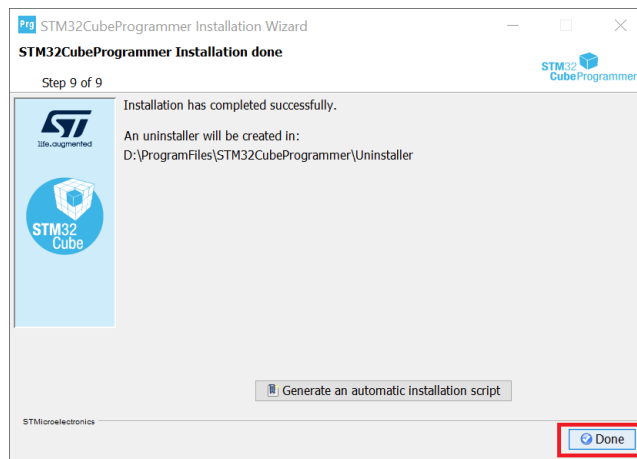 Prg STM32CubeProgrammer Installation Wizard
STM32CubeProgrammer Installation done
Step 9 of 9
STM32
CubeProgrammer
ST
life.augmented
STM32
Cube
Installation has completed successfully.
An uninstaller will be created in:
D:\ProgramFiles\STM32CubeProgrammer\Uninstaller
Generate an automatic installation script
STMicroelectronics
Done